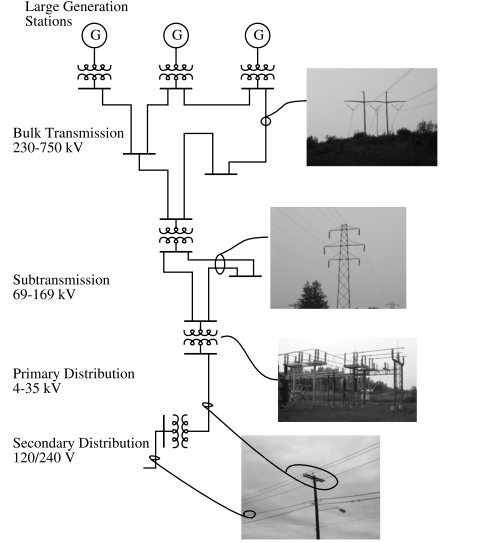 Large Generation
Stations
G
G
G
Bulk Transmission
230-750 kV
Subtransmission
69-169 kV
Primary Distribution
4-35 kV
Secondary Distribution
120/240 V